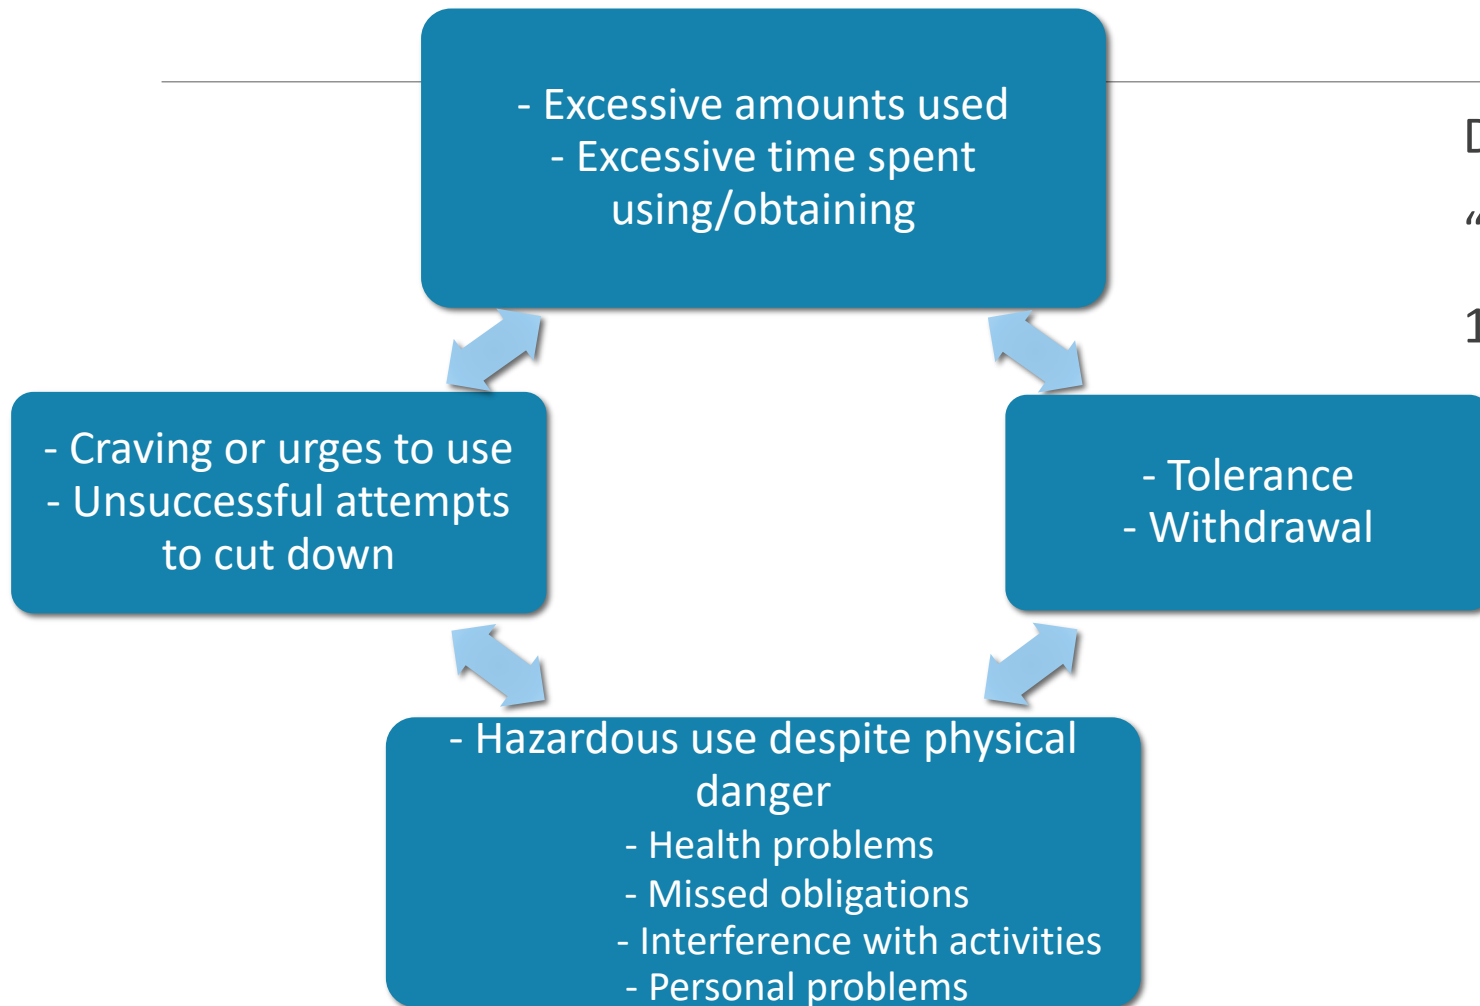 - Excessive amounts used
- Excessive time spent
using/obtaining
- Craving or urges to use
- Unsuccessful attempts
to cut down
- Tolerance
- Withdrawal
- Hazardous use despite physical
danger
- Health problems
- Missed obligations
- Interference with activities
- Personal problems
“
1